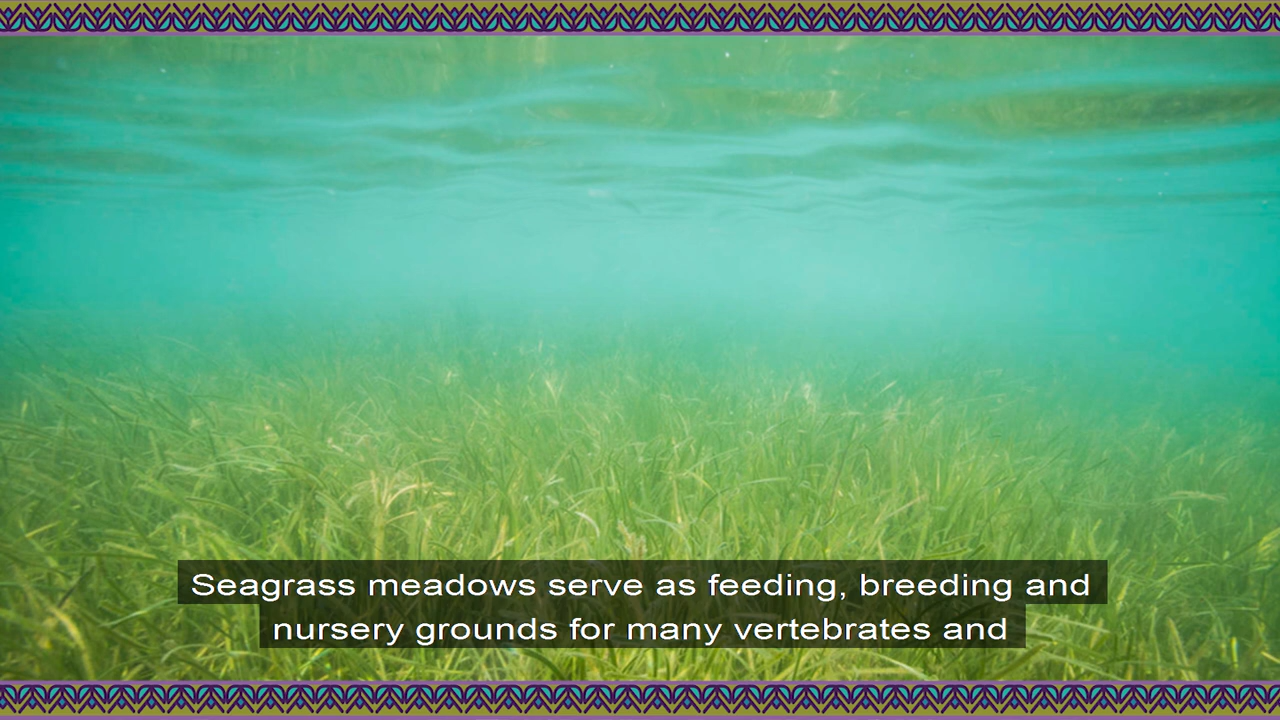 Seagrass meadows serve as feeding, breeding and
nursery grounds for many vertebrates and